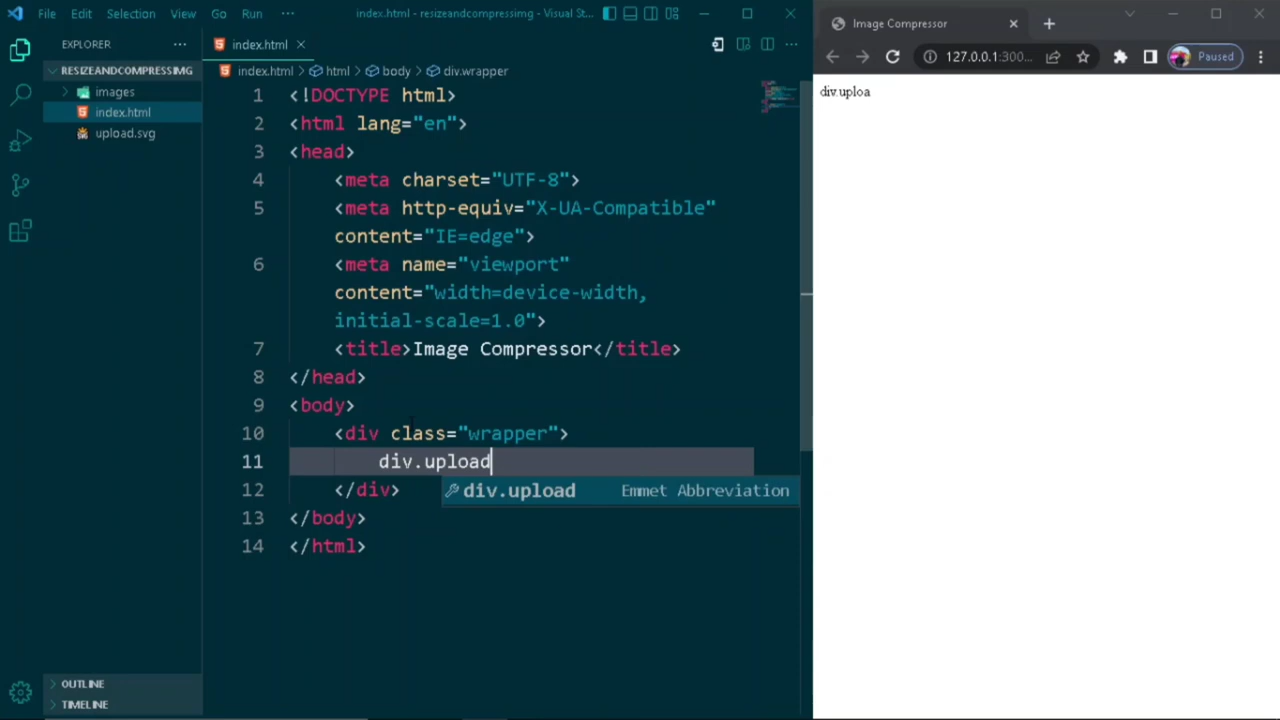 File Edit Selection View Go Run ··· index.html - resizeandcompressimg - Visual St...
EXPLORER ···
RESIZEANDCOMPRESSIMG
images
index.html
upload.svg
OUTLINE
TIMELINE
index.html
index.html > html > body > div.wrapper
1 <!DOCTYPE html>
2 <html lang="en">
3 <head>
4 <meta charset="UTF-8">
5 <meta http-equiv="X-UA-Compatible"
content="IE=edge">
6 <meta name="viewport"
content="width=device-width,
initial-scale=1.0">
7 <title>Image Compressor</title>
8 </head>
9 <body>
10 <div class="wrapper">
11 div.upload
div.upload Emmet Abbreviation
12 </div>
13 </body>
14 </html>
Image Compressor
127.0.0.1:300...
Paused
div.uploa